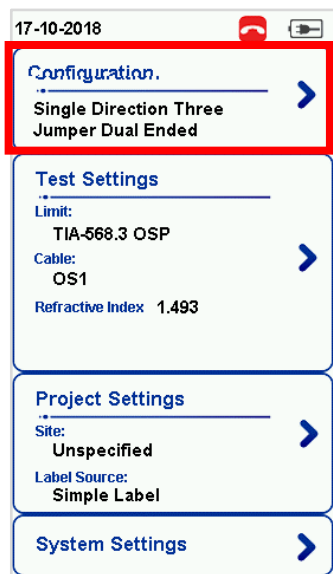 17-10-2018
Configuration.
Single Direction Three
Jumper Dual Ended
Test Settings
Limit:
TIA-568.3 OSP
Cable:
OS1
Refractive Index 1.493
Project Settings
Site:
Unspecified
Label Source:
Simple Label
System Settings